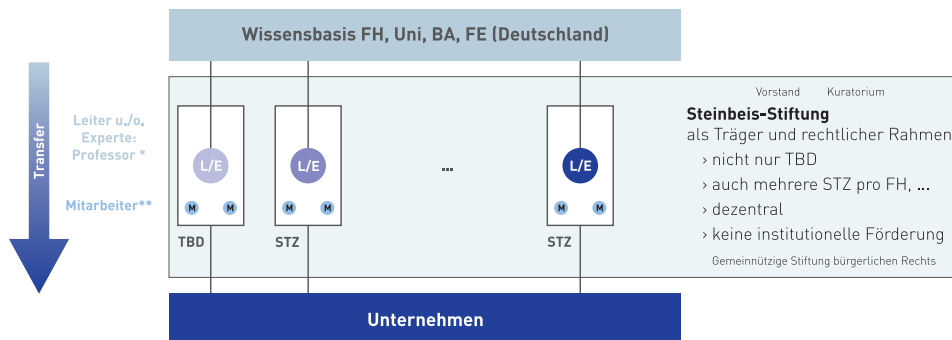 Wissensbasis FH, Uni, BA, FE (Deutschland)
Transfer
Leiter u./o.
Experte:
Professor *
Mitarbeiter**
L/E
M M
TBD
L/E
M M
STZ
...
L/E
M M
STZ
Vorstand Kuratorium
Steinbeis-Stiftung
als Träger und rechtlicher Rahmen
› nicht nur TBD
› auch mehrere STZ pro FH, ...
› dezentral
› keine institutionelle Förderung
Gemeinnützige Stiftung bürgerlichen Rechts
Unternehmen